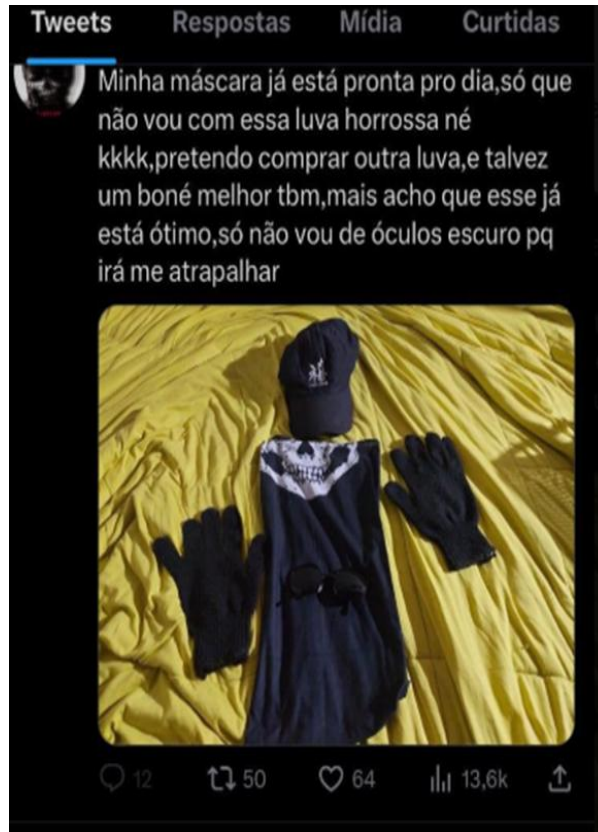 Tweets Respostas Mídia Curtidas
Minha máscara já está pronta pro dia,só que
não vou com essa luva horrossa né
kkkk,pretendo comprar outra luva,e talvez
um boné melhor tbm,mais acho que esse já
está ótimo,só não vou de óculos escuro pq
irá me atrapalhar
12 50 64 13,6k